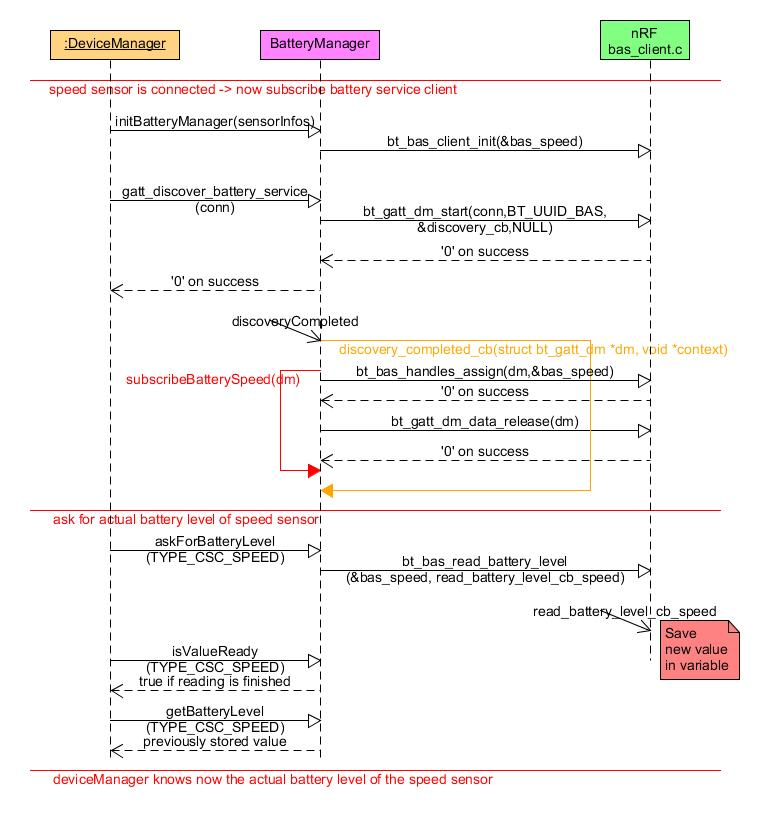 :DeviceManager
BatteryManager
nRF
bas_client.c
speed sensor is connected -> now subscribe battery service client
initBatteryManager(sensorInfos)
bt_bas_client_init(&bas_speed)
gatt_discover_battery_service
(conn)
bt_gatt_dm_start(conn,BT_UUID_BAS,
&discovery_cb,NULL)
'0' on success
'0' on success
discoveryCompleted
discovery_completed_cb(struct bt_gatt_dm *dm, void *context)
bt_bas_handles_assign(dm,&bas_speed)
subscribeBatterySpeed(dm)
'0' on success
bt_gatt_dm_data_release(dm)
'0' on success
ask for actual battery level of speed sensor
askForBatteryLevel
(TYPE_CSC_SPEED)
bt_bas_read_battery_level
(&bas_speed, read_battery_level_cb_speed)
read_battery_level_cb_speed
Save
new value
in variable
isValueReady
(TYPE_CSC_SPEED)
true if reading is finished
getBatteryLevel
(TYPE_CSC_SPEED)
previously stored value
deviceManager knows now the actual battery level of the speed sensor